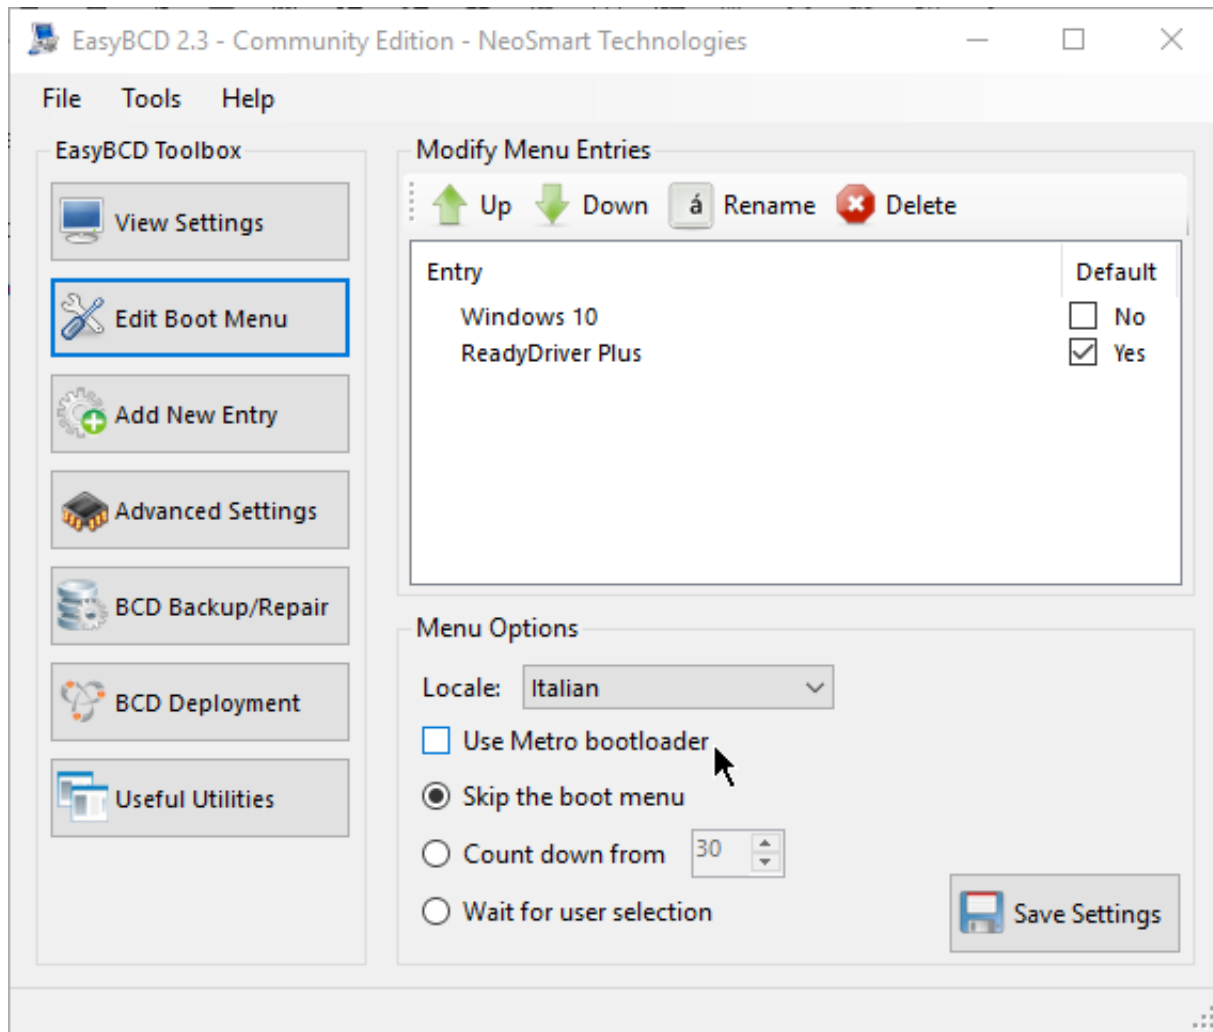 EasyBCD 2.3 - Community Edition - NeoSmart Technologies
File Tools Help
EasyBCD Toolbox
View Settings
Edit Boot Menu
Add New Entry
Advanced Settings
BCD Backup/Repair
BCD Deployment
Useful Utilities
Modify Menu Entries
Up Down á Rename Delete
Entry Default
Windows 10 No
ReadyDriver Plus Yes
Menu Options
Locale: Italian
Use Metro bootloader
Skip the boot menu
Count down from 30
Wait for user selection
Save Settings